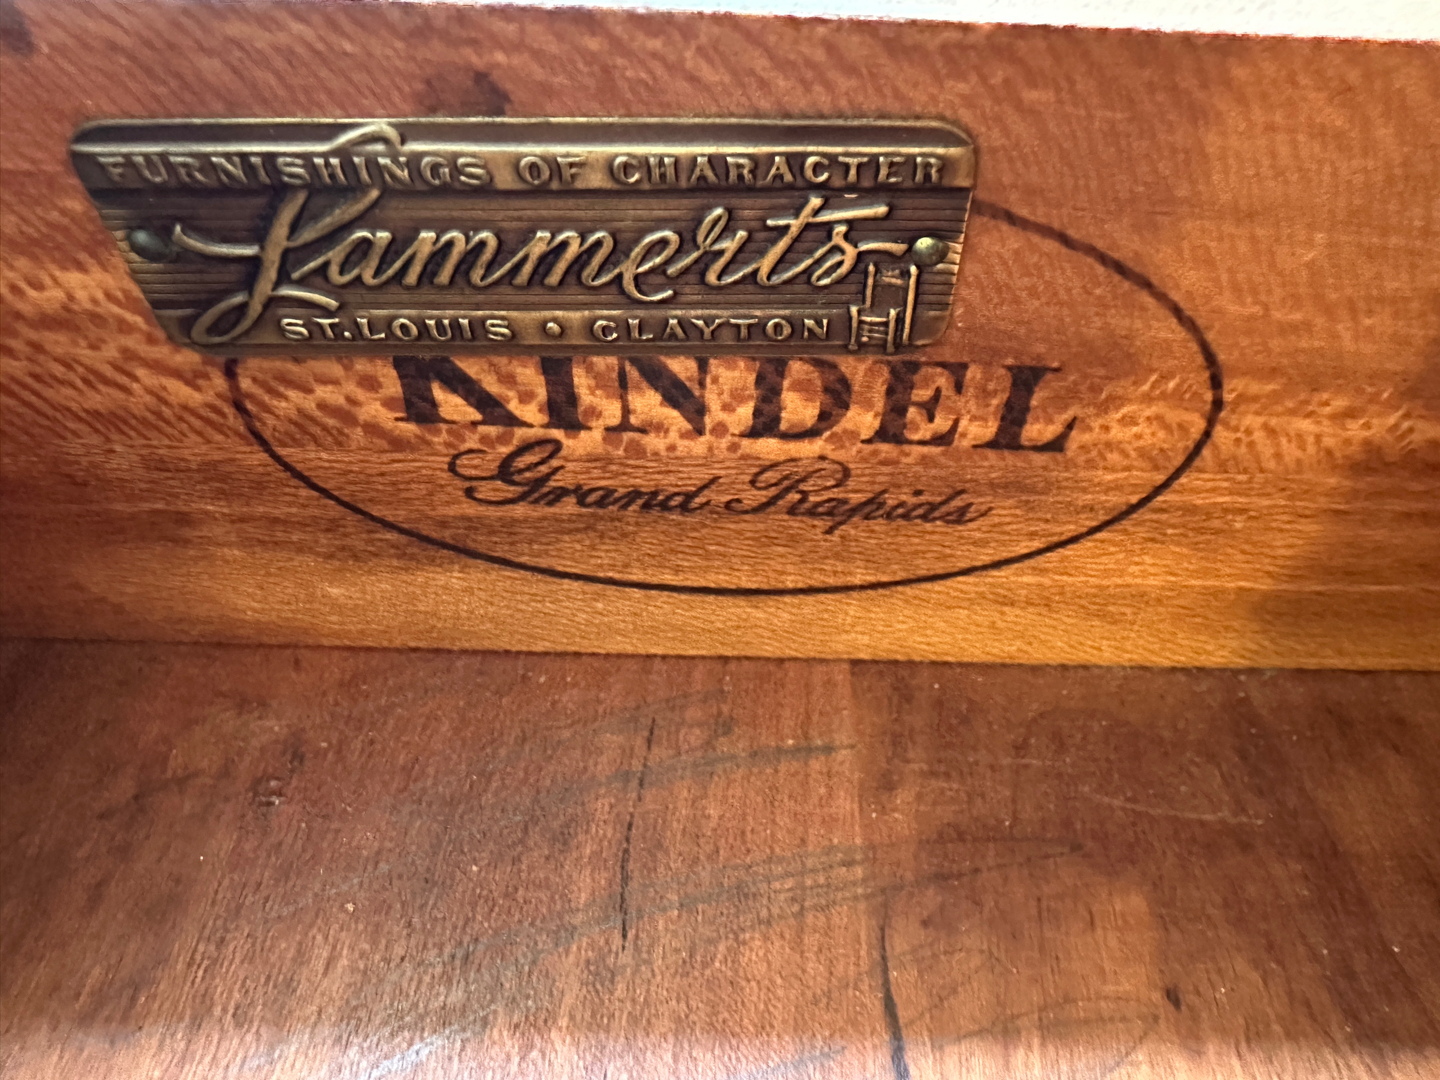 FURNISHINGS OF CHARACTER
Lammerts
ST. LOUIS • CLAYTON
KINDEL
Grand Rapids